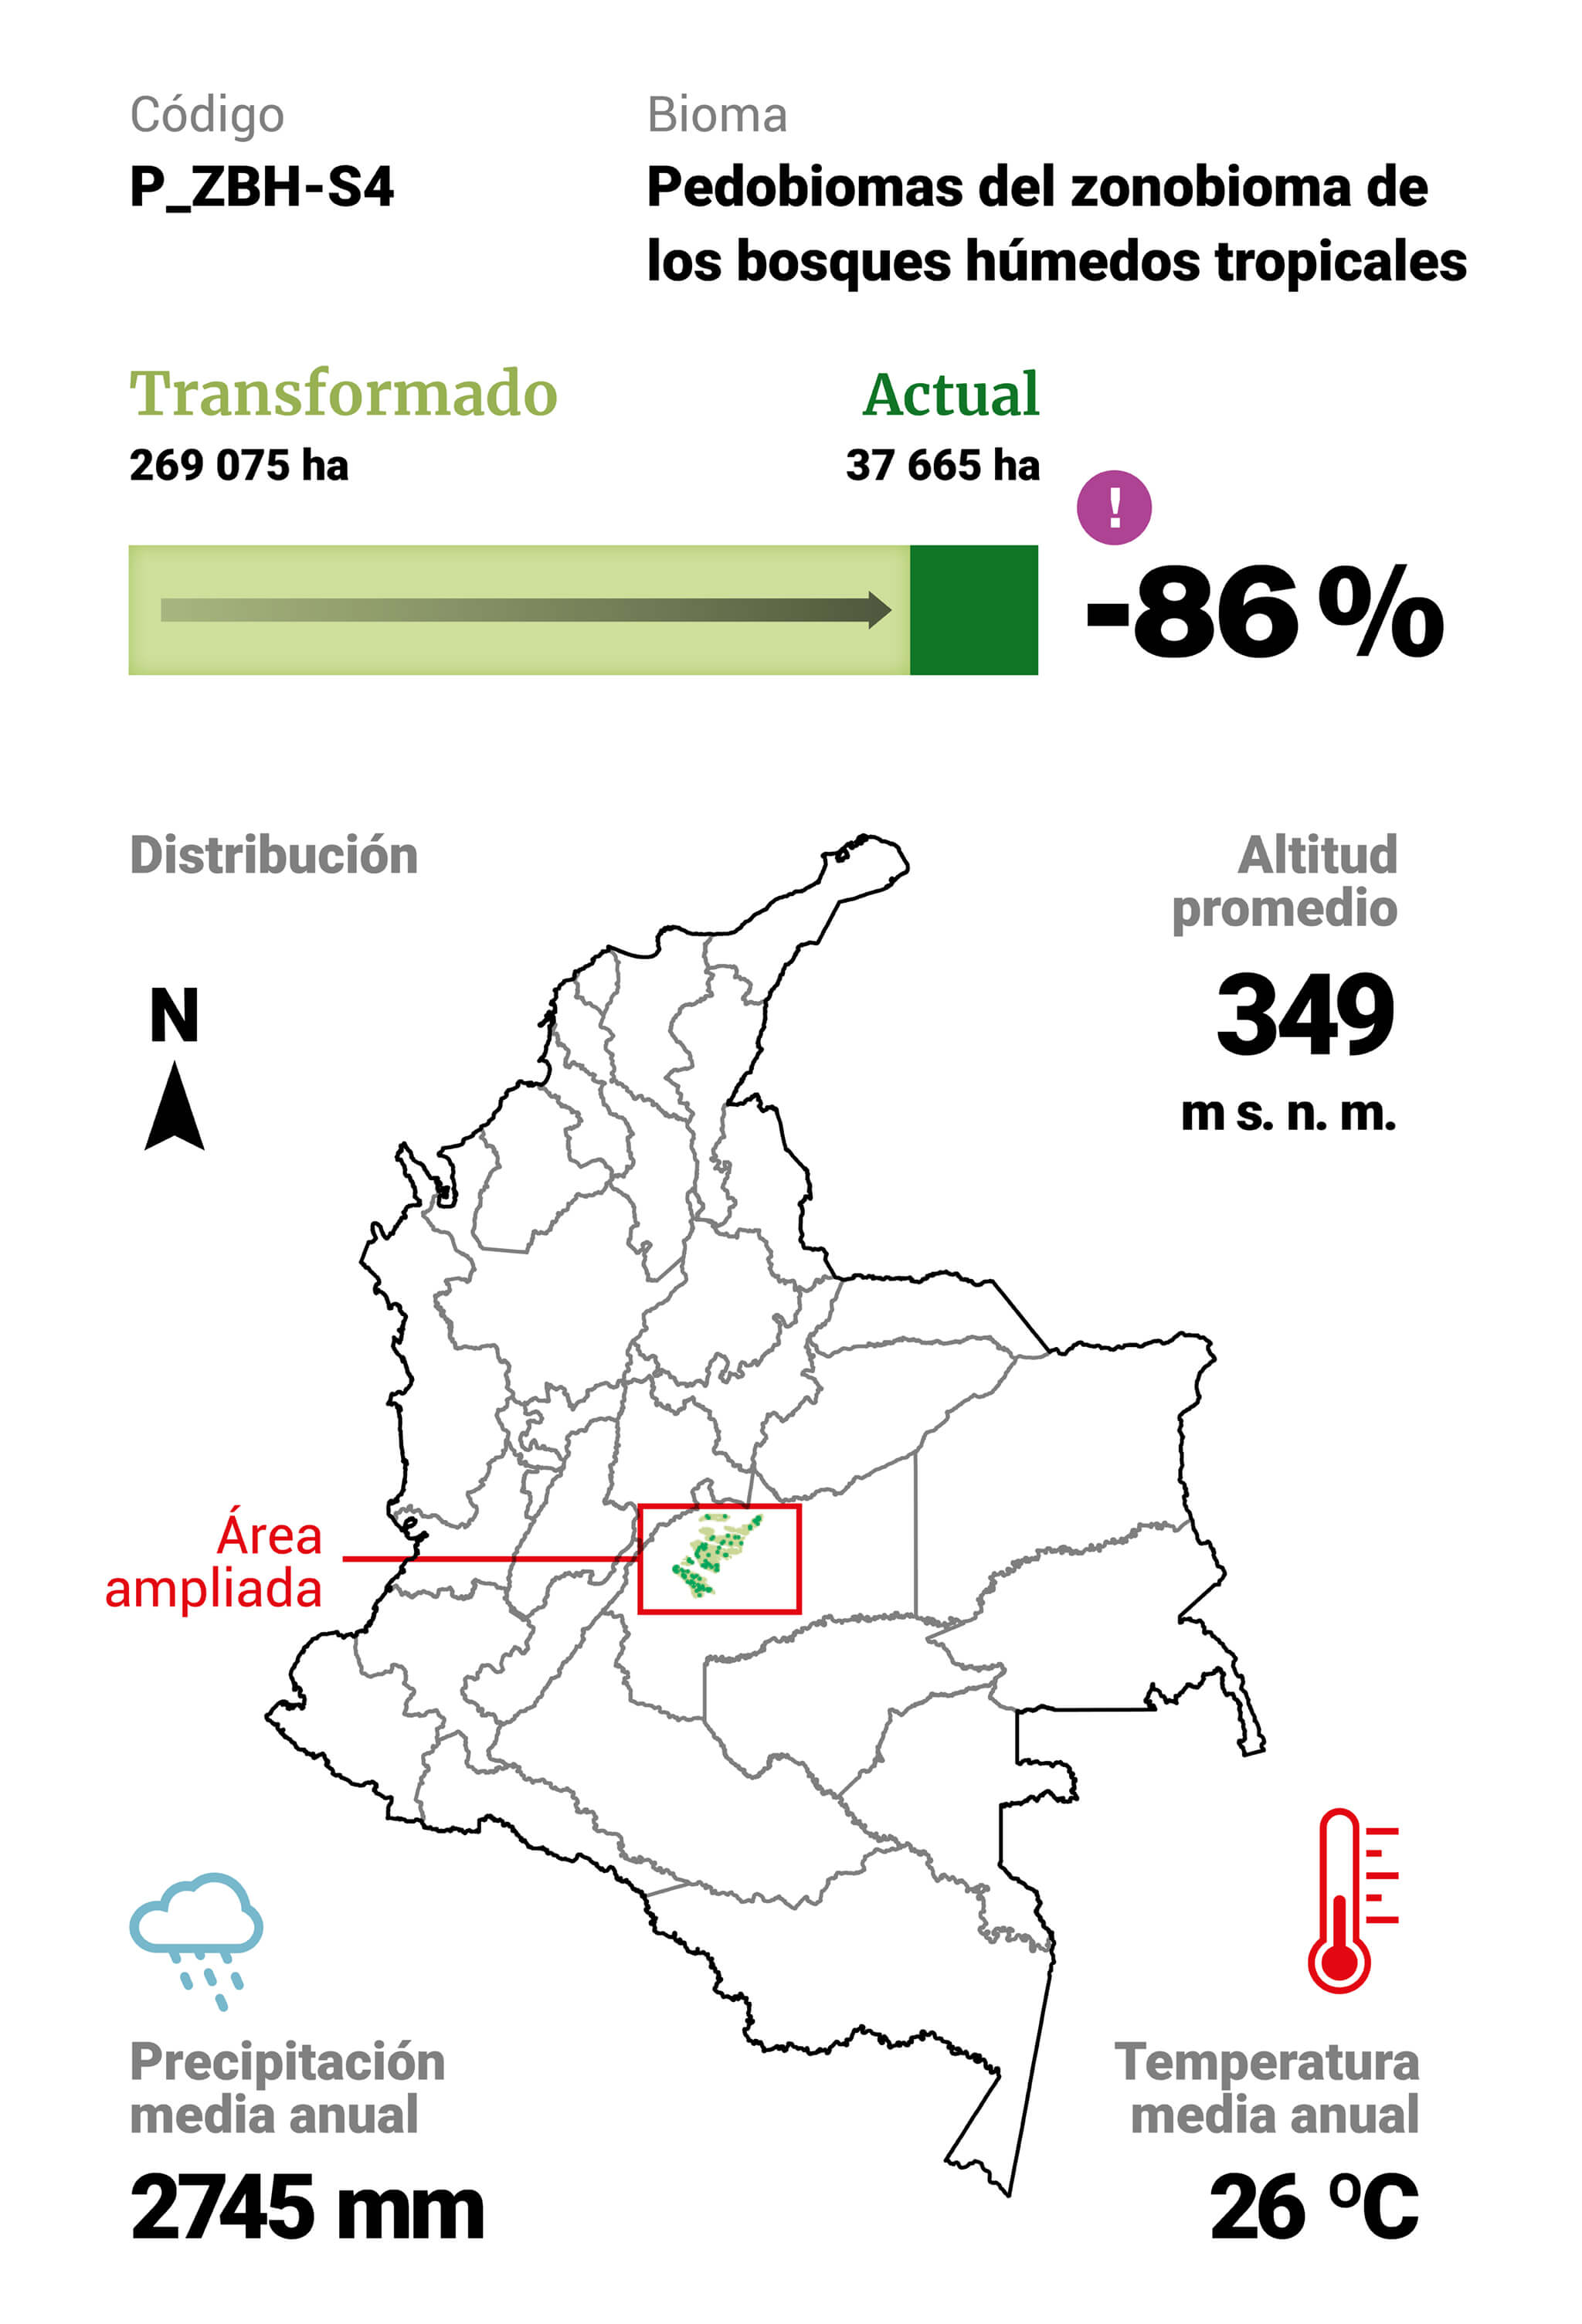 Código
P_ZBH-S4
Bioma
Pedobiomas del zonobioma de
los bosques húmedos tropicales
Transformado
269 075 ha
Actual
37 665 ha
!
-86 %
Distribución
Altitud
promedio
349
m s. n. m.
N
Área
ampliada
Precipitación
media anual
2745 mm
Temperatura
media anual
26 ºC